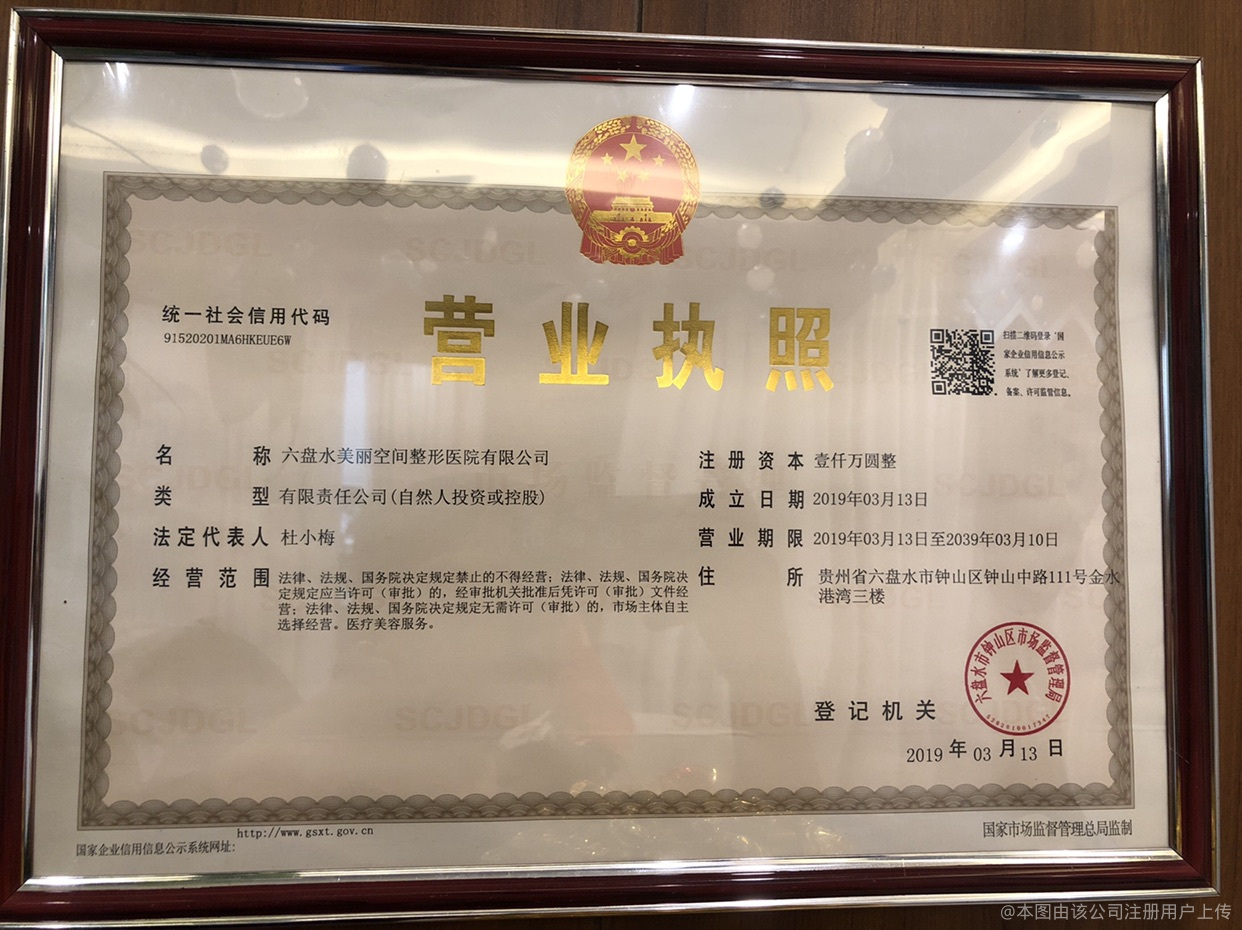 营业执照
统一社会信用代码
91520201MA6HKEUE6W
扫描二维码登录‘国
家企业信用信息公示
系统’了解更多登记、
备案、许可监管信息。
名称 六盘水美丽空间整形医院有限公司
类型 有限责任公司(自然人投资或控股)
法定代表人 杜小梅
经营范围 法律、法规、国务院决定规定禁止的不得经营；法律、法规、国务院决
定规定应当许可（审批）的，经审批机关批准后凭许可（审批）文件经
营；法律、法规、国务院决定规定无需许可（审批）的，市场主体自主
选择经营。医疗美容服务。
注册资本 壹仟万圆整
成立日期 2019年03月13日
营业期限 2019年03月13日至2039年03月10日
住所 贵州省六盘水市钟山区钟山中路111号金水
港湾三楼
六盘水市钟山区市场监督管理局
登记机关
2019年03月13日
http://www.gsxt.gov.cn
国家企业信用信息公示系统网址:
国家市场监督管理总局监制
@本图由该公司注册用户上传